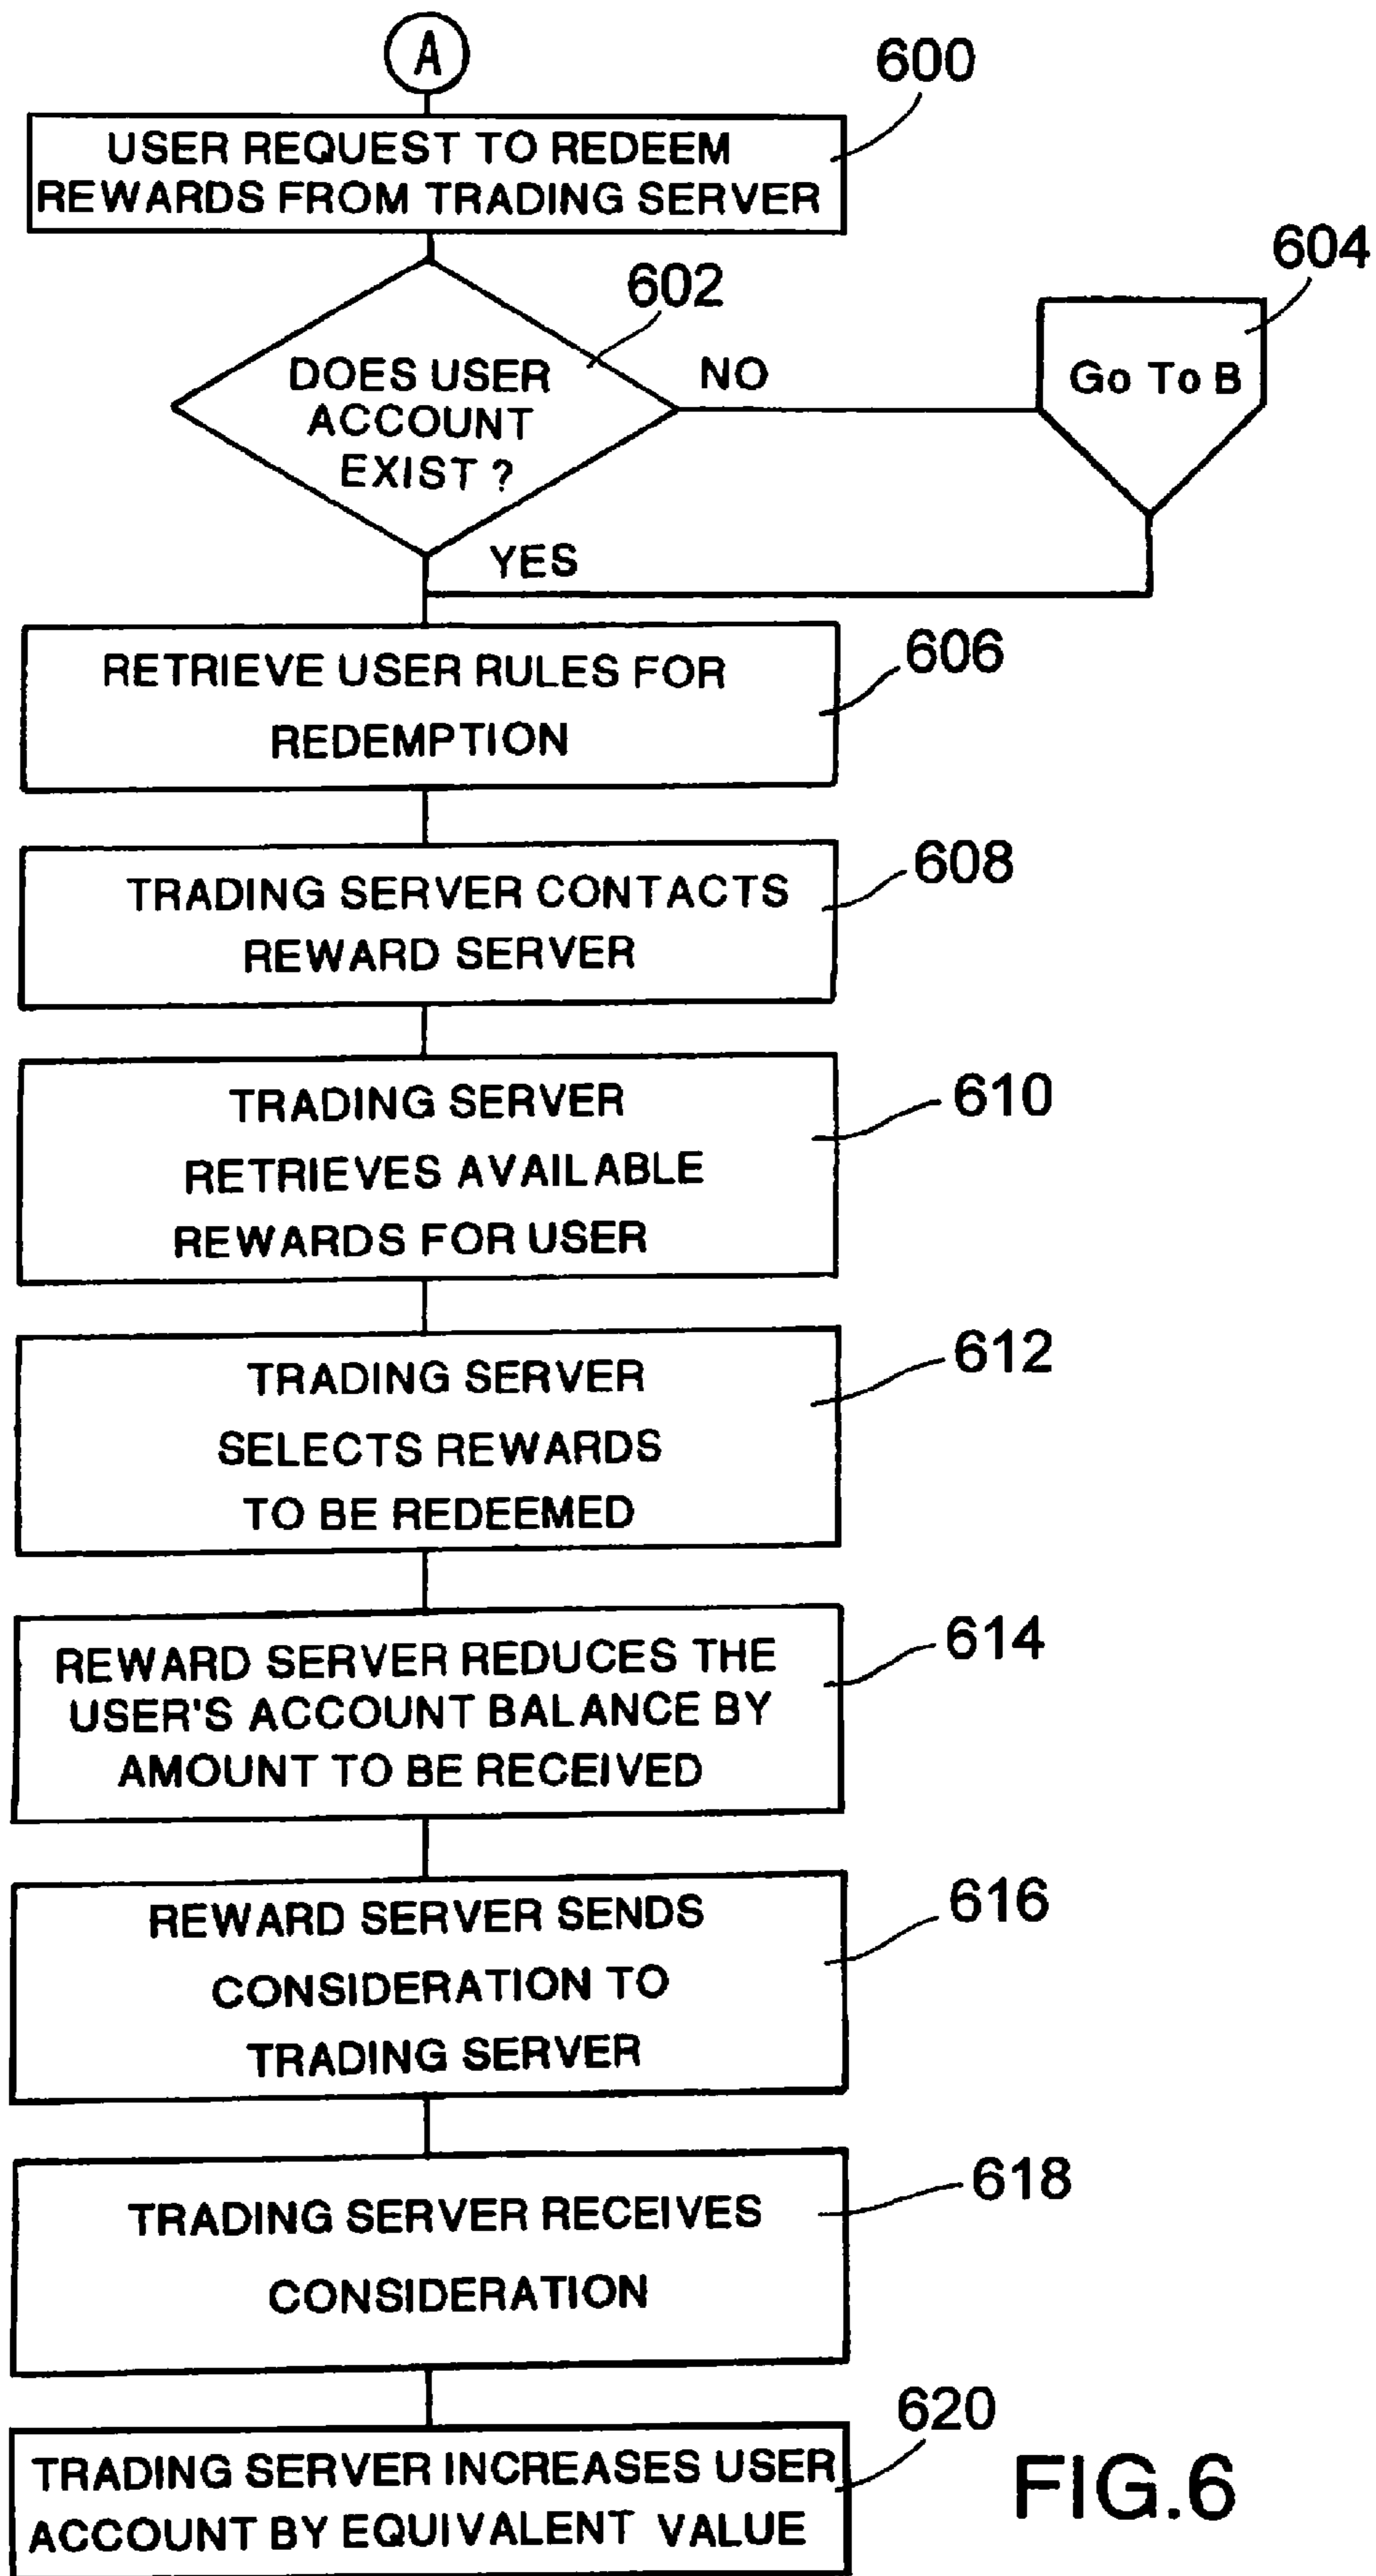 A
600
USER REQUEST TO REDEEM
REWARDS FROM TRADING SERVER
602
604
DOES USER
ACCOUNT
EXIST ?
NO
Go To B
YES
RETRIEVE USER RULES FOR
REDEMPTION
606
TRADING SERVER CONTACTS
REWARD SERVER
608
TRADING SERVER
RETRIEVES AVAILABLE
REWARDS FOR USER
610
TRADING SERVER
SELECTS REWARDS
TO BE REDEEMED
612
REWARD SERVER REDUCES THE
USER'S ACCOUNT BALANCE BY
AMOUNT TO BE RECEIVED
614
REWARD SERVER SENDS
CONSIDERATION TO
TRADING SERVER
616
TRADING SERVER RECEIVES
CONSIDERATION
618
TRADING SERVER INCREASES USER
ACCOUNT BY EQUIVALENT VALUE
620
FIG.6